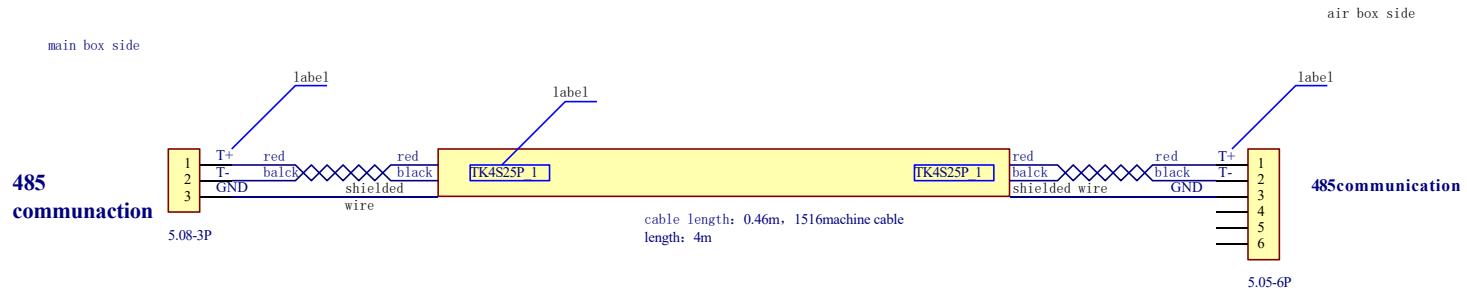 air box side
main box side
label
label
label
T+ red red TK4S25P_1 TK4S25P_1 red red T+
1 1
T- balck black balck black T-
2 2
GND shielded shielded wire GND
3 3
wire
485
communaction
485communication
4
5
6
5.08-3P
cable length: 0.46m, 1516machine cable
length: 4m
5.05-6P